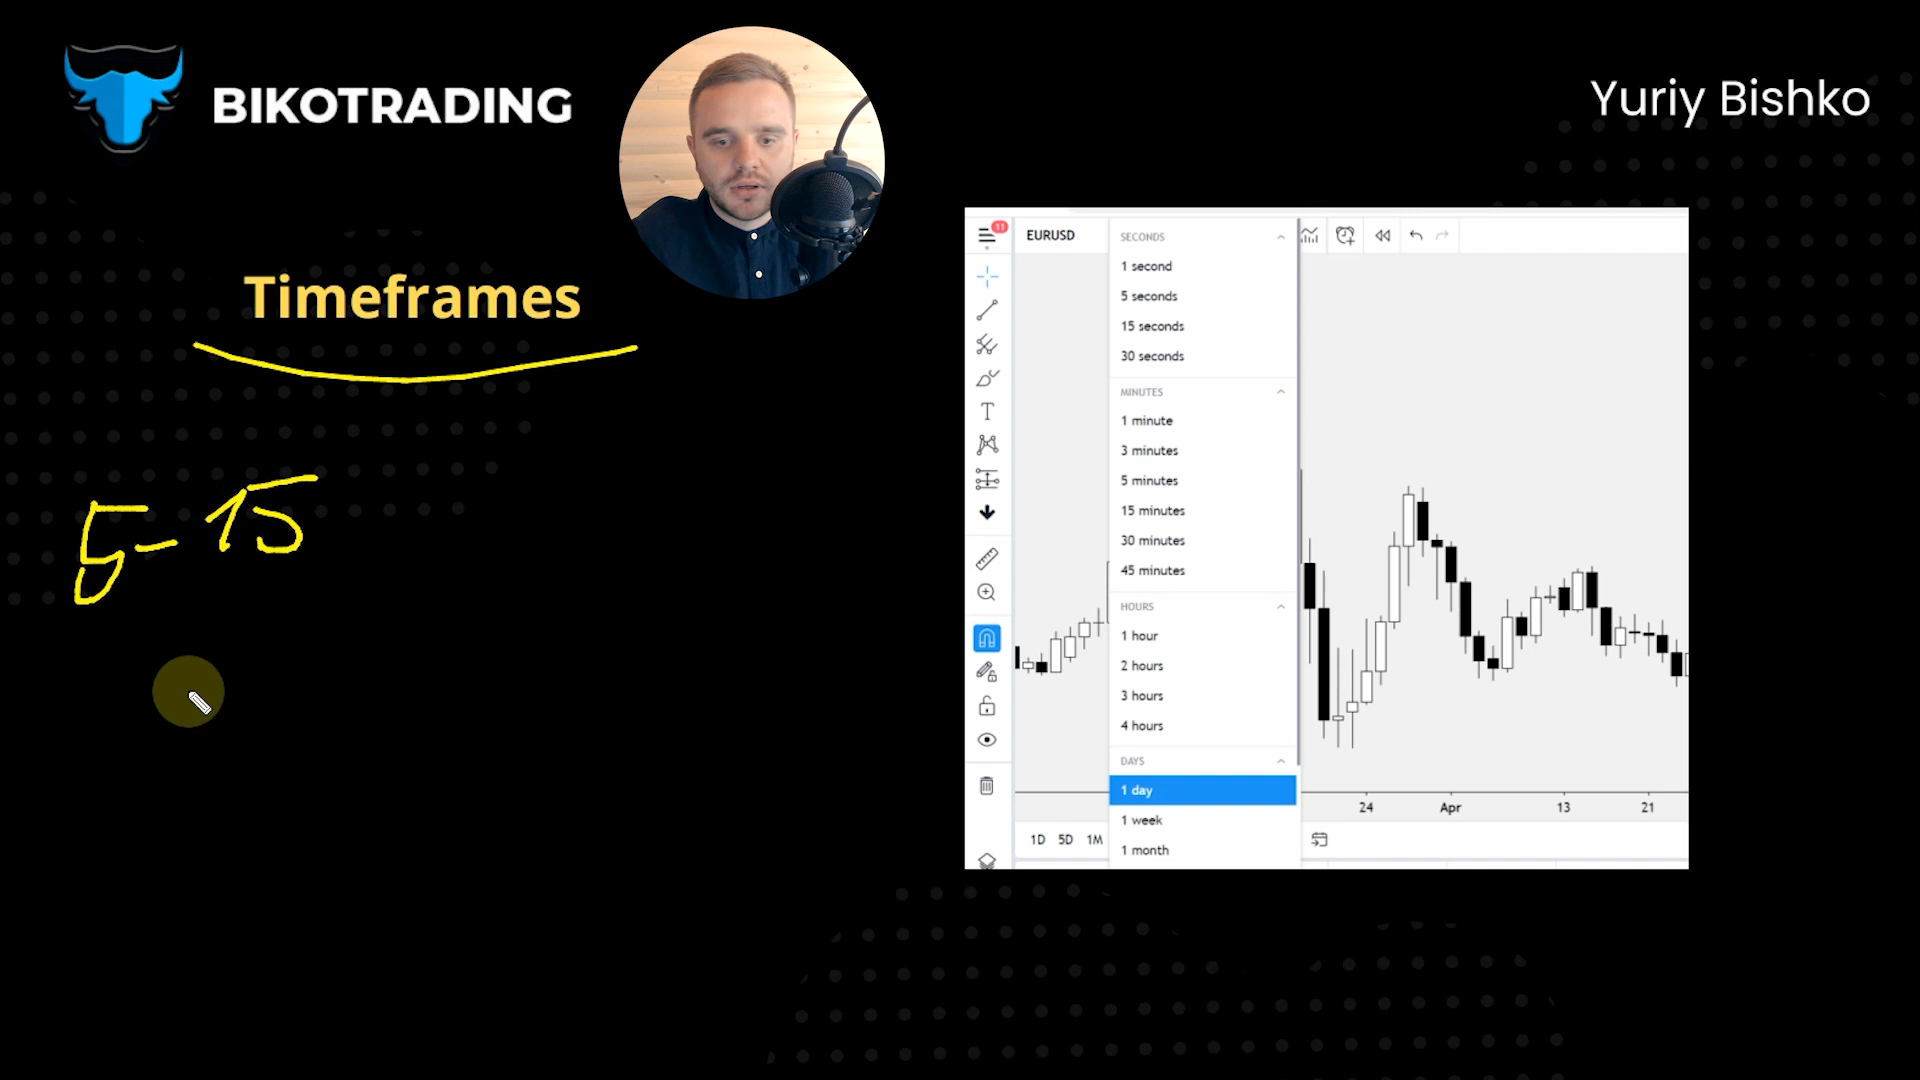 BIKOTRADING
Yuriy Bishko
Timeframes
5-15
11
EURUSD
SECONDS
1 second
5 seconds
15 seconds
30 seconds
MINUTES
1 minute
3 minutes
5 minutes
15 minutes
30 minutes
45 minutes
HOURS
1 hour
2 hours
3 hours
4 hours
DAYS
1 day
1 week
1 month
24 Apr 13 21
1D 5D 1M